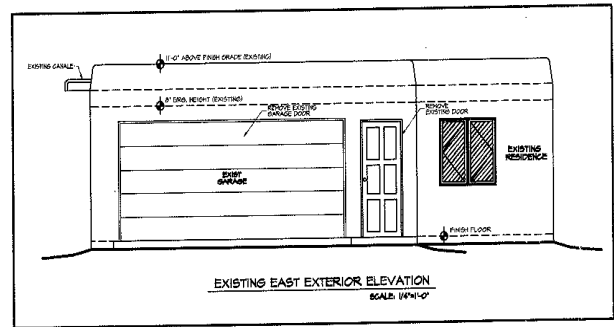 11'-0" ABOVE FINISH GRADE (EXISTING)
EXISTING CANALE
8' BRG. HEIGHT (EXISTING)
REMOVE EXISTING
GARAGE DOOR
REMOVE
EXISTING DOOR
EXIST
GARAGE
EXISTING
RESIDENCE
FINISH FLOOR
EXISTING EAST EXTERIOR ELEVATION
SCALE: 1/4"=1'-0"